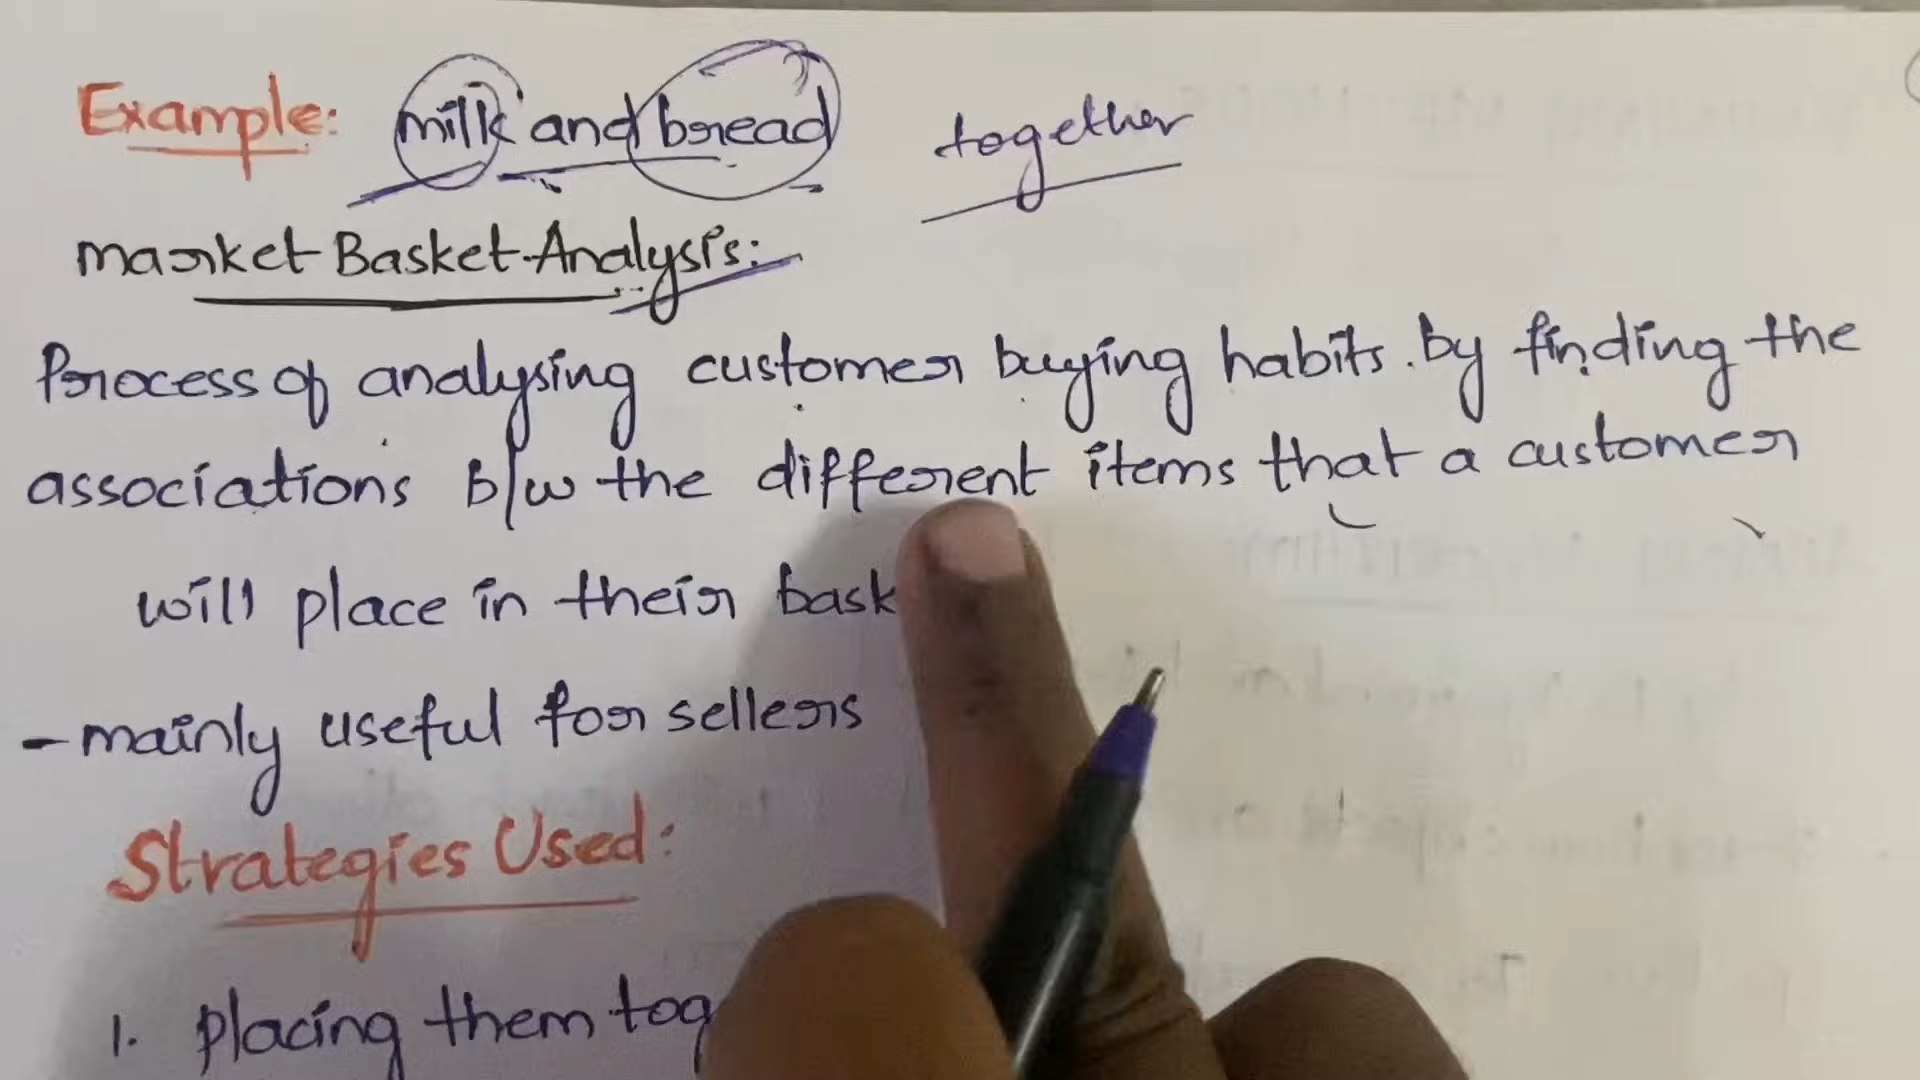 Example: milk and bread together
market Basket Analysis:
Process of analysing customer buying habits. by finding the
associations b/w the different items that a customer
will place in their bask
- mainly useful for sellers
Strategies Used:
1. placing them tog